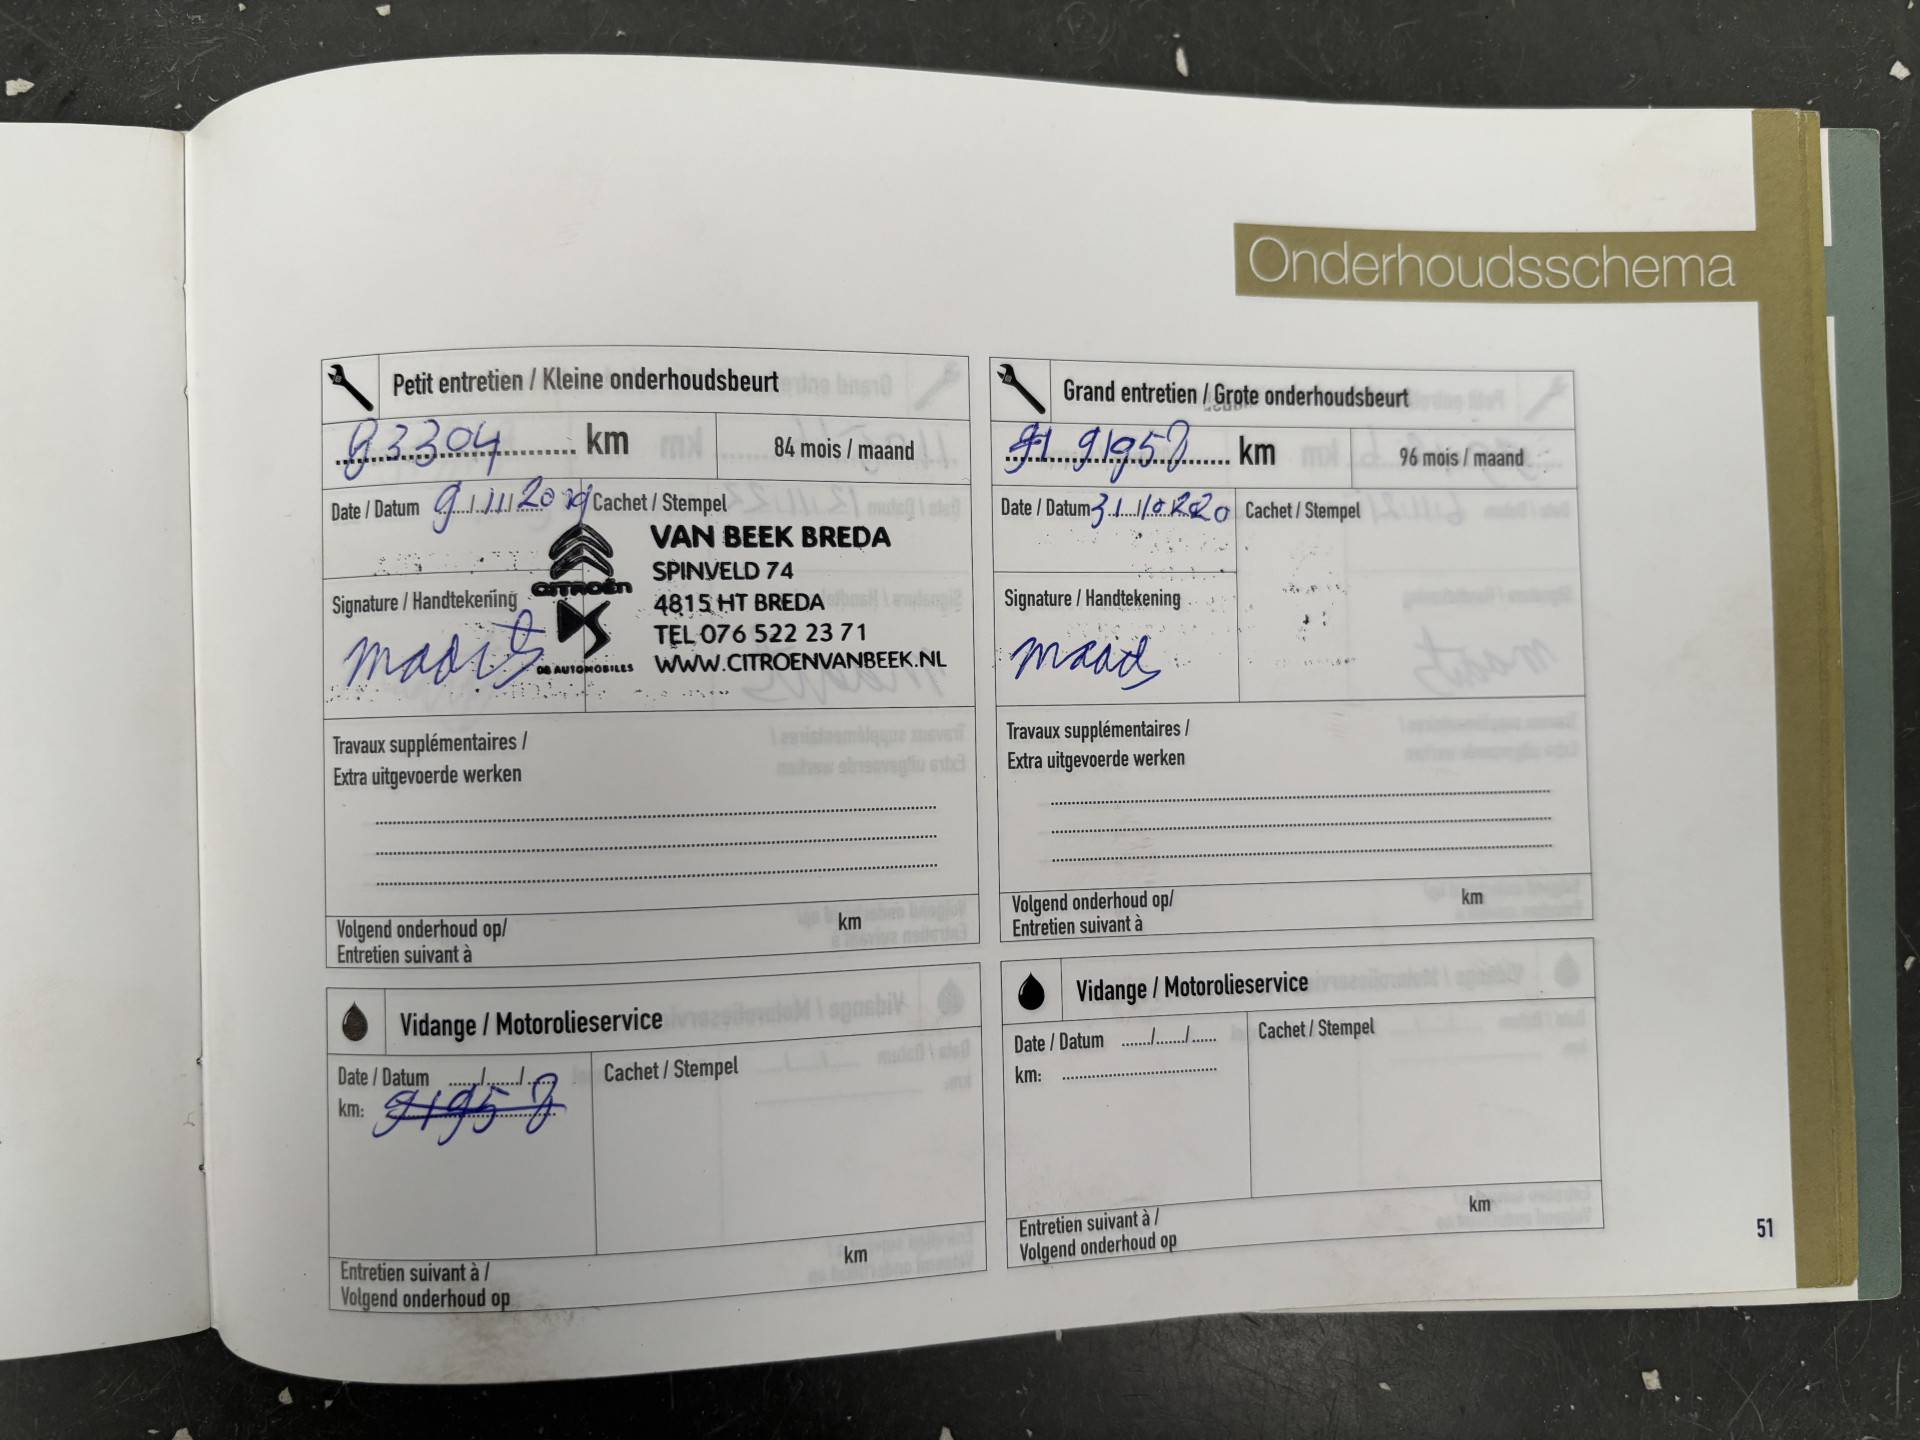 Onderhoudsschema
Petit entretien / Kleine onderhoudsbeurt
83304 km
84 mois / maand
Date / Datum 9/11/2019
Cachet / Stempel
CITROËN
DS AUTOMOBILES
VAN BEEK BREDA
SPINVELD 74
4815 HT BREDA
TEL 076 522 23 71
WWW.CITROENVANBEEK.NL
Signature / Handtekening
Travaux supplémentaires /
Extra uitgevoerde werken
Volgend onderhoud op/
Entretien suivant à
km
Grand entretien / Grote onderhoudsbeurt
91957 km
96 mois / maand
Date / Datum 31/10/2020
Cachet / Stempel
Signature / Handtekening
Travaux supplémentaires /
Extra uitgevoerde werken
Volgend onderhoud op/
Entretien suivant à
km
Vidange / Motorolieservice
Date / Datum ....../....../......
km: 91957
Cachet / Stempel
Entretien suivant à /
Volgend onderhoud op
km
Vidange / Motorolieservice
Date / Datum ....../....../......
km:
Cachet / Stempel
Entretien suivant à /
Volgend onderhoud op
km
51